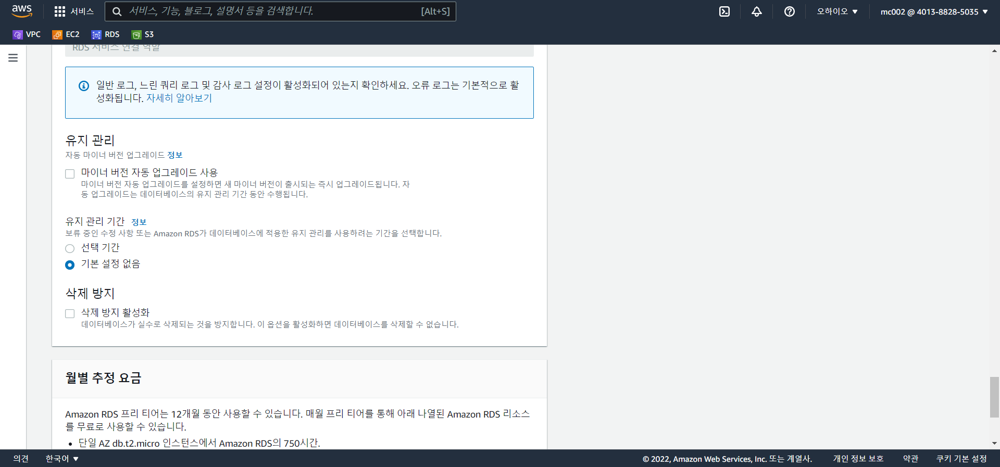 aws
서비스
서비스, 기능, 블로그, 설명서 등을 검색합니다.
[Alt+S]
오하이오 ▼
mc002 @ 4013-8828-5035 ▼
VPC
EC2
RDS
S3
RDS 서비스 연결 역할
일반 로그, 느린 쿼리 로그 및 감사 로그 설정이 활성화되어 있는지 확인하세요. 오류 로그는 기본적으로 활
성화됩니다. 자세히 알아보기
유지 관리
자동 마이너 버전 업그레이드 정보
마이너 버전 자동 업그레이드 사용
마이너 버전 자동 업그레이드를 설정하면 새 마이너 버전이 출시되는 즉시 업그레이드됩니다. 자
동 업그레이드는 데이터베이스의 유지 관리 기간 동안 수행됩니다.
유지 관리 기간 정보
보류 중인 수정 사항 또는 Amazon RDS가 데이터베이스에 적용한 유지 관리를 사용하려는 기간을 선택합니다.
선택 기간
기본 설정 없음
삭제 방지
삭제 방지 활성화
데이터베이스가 실수로 삭제되는 것을 방지합니다. 이 옵션을 활성화하면 데이터베이스를 삭제할 수 없습니다.
월별 추정 요금
Amazon RDS 프리 티어는 12개월 동안 사용할 수 있습니다. 매월 프리 티어를 통해 아래 나열된 Amazon RDS 리소스
를 무료로 사용할 수 있습니다.
• 단일 AZ db.t2.micro 인스턴스에서 Amazon RDS의 750시간.
의견
한국어 ▼
© 2022, Amazon Web Services, Inc. 또는 계열사.
개인 정보 보호
약관
쿠키 기본 설정